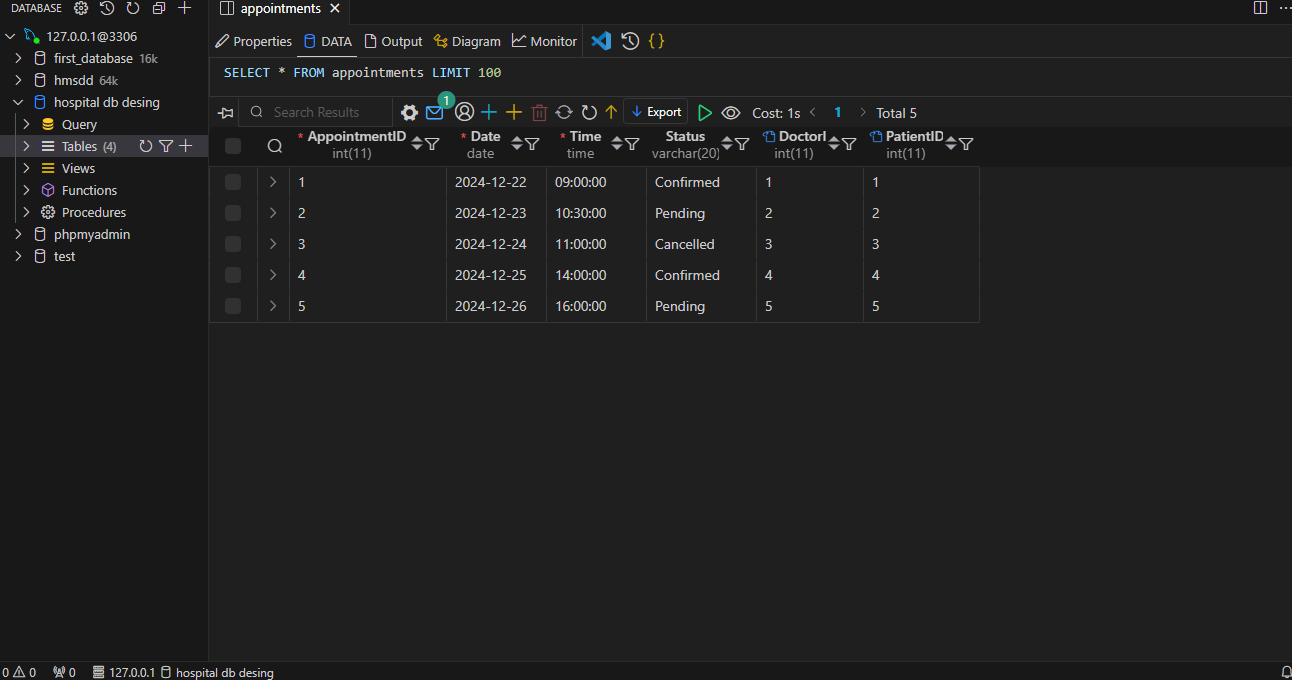 DATABASE
127.0.0.1@3306
first_database 16k
hmsdd 64k
hospital db desing
Query
Tables (4)
Views
Functions
Procedures
phpmyadmin
test
appointments
Properties DATA Output Diagram Monitor
SELECT * FROM appointments LIMIT 100
Search Results 1 Export Cost: 1s 1 Total 5
* AppointmentID * Date * Time Status DoctorI PatientID
int(11) date time varchar(20) int(11) int(11)
1 2024-12-22 09:00:00 Confirmed 1 1
2 2024-12-23 10:30:00 Pending 2 2
3 2024-12-24 11:00:00 Cancelled 3 3
4 2024-12-25 14:00:00 Confirmed 4 4
5 2024-12-26 16:00:00 Pending 5 5
0 0 0 127.0.0.1 hospital db desing